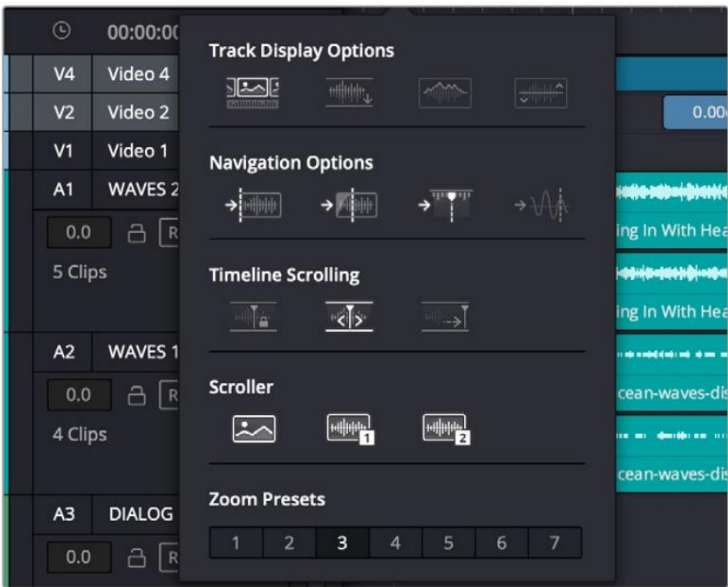 00:00:00
Track Display Options
V4 Video 4
V2 Video 2
0.00
V1 Video 1
Navigation Options
A1 WAVES 2
0.0 R
ing In With Hea
5 Clips
Timeline Scrolling
ing In With Hea
A2 WAVES 1
0.0 R
Scroller
cean-waves-dis
4 Clips
1 2
cean-waves-dis
Zoom Presets
A3 DIALOG
1 2 3 4 5 6 7
0.0 R